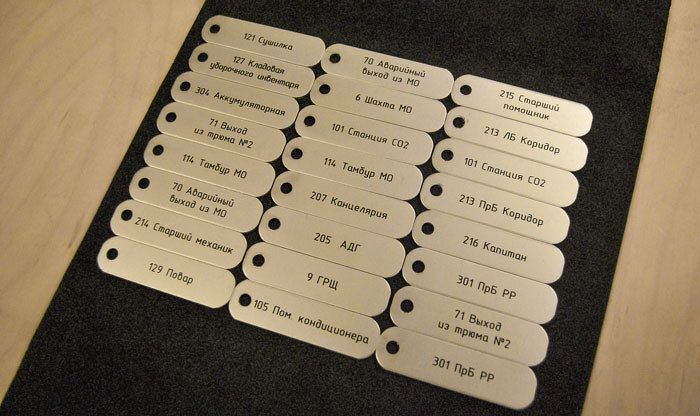 121 Сушилка
127 Кладовая
уборочного инвентаря
304 Аккумуляторная
71 Выход
из трюма №2
114 Тамбур МО
70 Аварийный
выход из МО
214 Старший механик
129 Повар
70 Аварийный
выход из МО
6 Шахта МО
101 Станция СО2
114 Тамбур МО
207 Канцелярия
205 АДГ
9 ГРЩ
105 Пом. кондиционера
215 Старший
помощник
213 ЛБ Коридор
101 Станция СО2
213 ПрБ Коридор
216 Капитан
301 ПрБ РР
71 Выход
из трюма №2
301 ПрБ РР